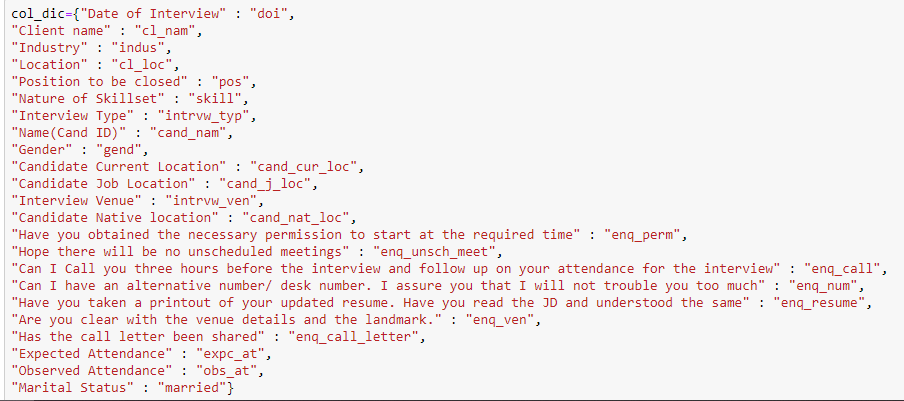 col_dic={"Date of Interview" : "doi",
"Client name" : "cl_nam",
"Industry" : "indus",
"Location" : "cl_loc",
"Position to be closed" : "pos",
"Nature of Skillset" : "skill",
"Interview Type" : "intrvw_typ",
"Name(Cand ID)" : "cand_nam",
"Gender" : "gend",
"Candidate Current Location" : "cand_cur_loc",
"Candidate Job Location" : "cand_j_loc",
"Interview Venue" : "intrvw_ven",
"Candidate Native location" : "cand_nat_loc",
"Have you obtained the necessary permission to start at the required time" : "enq_perm",
"Hope there will be no unscheduled meetings" : "enq_unsch_meet",
"Can I Call you three hours before the interview and follow up on your attendance for the interview" : "enq_call",
"Can I have an alternative number/ desk number. I assure you that I will not trouble you too much" : "enq_num",
"Have you taken a printout of your updated resume. Have you read the JD and understood the same" : "enq_resume",
"Are you clear with the venue details and the landmark." : "enq_ven",
"Has the call letter been shared" : "enq_call_letter",
"Expected Attendance" : "expc_at",
"Observed Attendance" : "obs_at",
"Marital Status" : "married"}